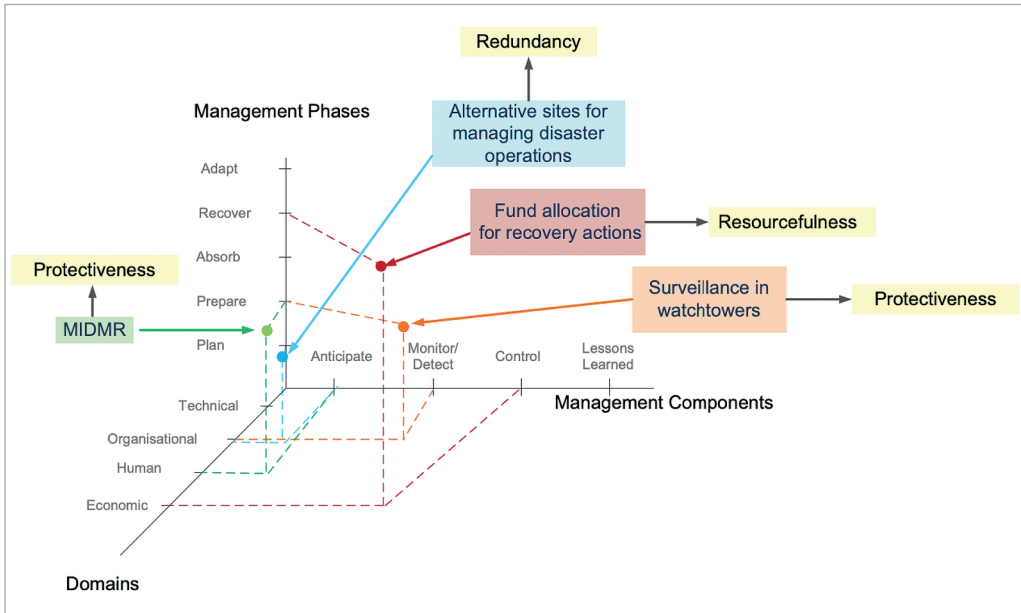 Redundancy
Management Phases
Alternative sites for
managing disaster
operations
Adapt
Recover
Fund allocation
for recovery actions
Resourcefulness
Absorb
Protectiveness
Prepare
Surveillance in
watchtowers
Protectiveness
MIDMR
Plan
Anticipate
Monitor/
Detect
Control
Lessons
Learned
Management Components
Technical
Organisational
Human
Economic
Domains